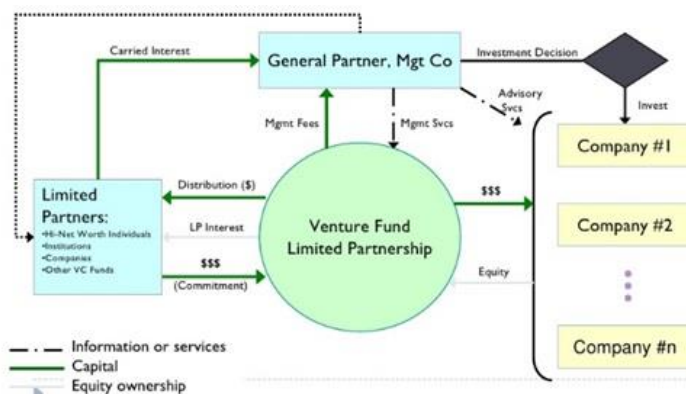 Carried Interest
General Partner, Mgt Co
Investment Decision
Advisory
Svcs
Invest
Mgmt Fees
Mgmt Svcs
Company #1
Limited
Partners:
•Hi-Net Worth Individuals
•Institutions
•Companies
•Other VC Funds
Distribution ($)
LP Interest
$$$
(Commitment)
Venture Fund
Limited Partnership
$$$
Equity
Company #2
Company #n
Information or services
Capital
Equity ownership